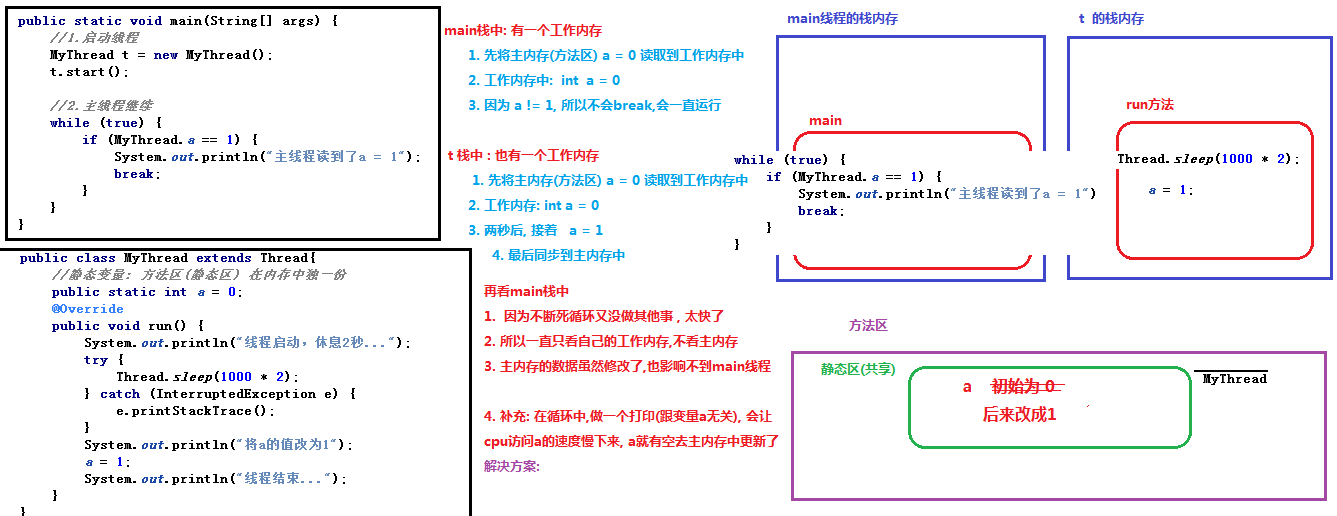 public static void main(String[] args) {
//1.启动线程
MyThread t = new MyThread();
t.start();
//2.主线程继续
while (true) {
if (MyThread.a == 1) {
System.out.println("主线程读到了a = 1");
break;
}
}
}
public class MyThread extends Thread{
//静态变量: 方法区(静态区) 在内存中独一份
public static int a = 0;
@Override
public void run() {
System.out.println("线程启动，休息2秒...");
try {
Thread.sleep(1000 * 2);
} catch (InterruptedException e) {
e.printStackTrace();
}
System.out.println("将a的值改为1");
a = 1;
System.out.println("线程结束...");
}
}
main栈中: 有一个工作内存
1. 先将主内存(方法区) a = 0 读取到工作内存中
2. 工作内存中: int a = 0
3. 因为 a != 1, 所以不会break,会一直运行
t 栈中 : 也有一个工作内存
1. 先将主内存(方法区) a = 0 读取到工作内存中
2. 工作内存: int a = 0
3. 两秒后, 接着 a = 1
4. 最后同步到主内存中
再看main栈中
1. 因为不断死循环又没做其他事 , 太快了
2. 所以一直只看自己的工作内存,不看主内存
3. 主内存的数据虽然修改了,也影响不到main线程
4. 补充: 在循环中,做一个打印(跟变量a无关), 会让
cpu访问a的速度慢下来, a就有空去主内存中更新了
解决方案:
main线程的栈内存
main
while (true) {
if (MyThread.a == 1) {
System.out.println("主线程读到了a = 1")
break;
}
}
t 的栈内存
run方法
Thread.sleep(1000 * 2);
a = 1;
方法区
静态区(共享)
a 初始为 0
后来改成1
MyThread